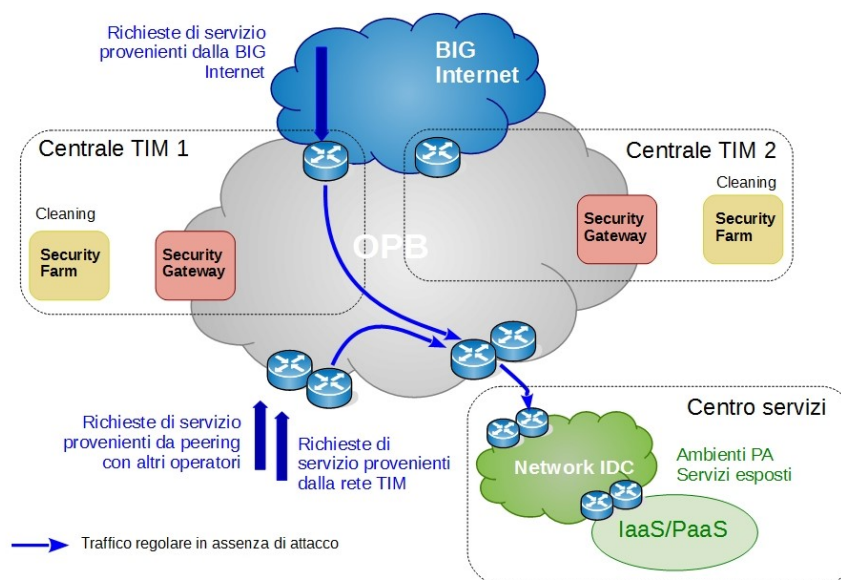 Richieste di servizio
provenienti dalla BIG
Internet
BIG
Internet
Centrale TIM 1
Centrale TIM 2
Cleaning
Security
Farm
Security
Gateway
OPB
Security
Gateway
Cleaning
Security
Farm
Richieste di servizio
provenienti da peering
con altri operatori
Richieste di
servizio provenienti
dalla rete TIM
Centro servizi
Network IDC
Ambienti PA
Servizi esposti
IaaS/PaaS
Traffico regolare in assenza di attacco